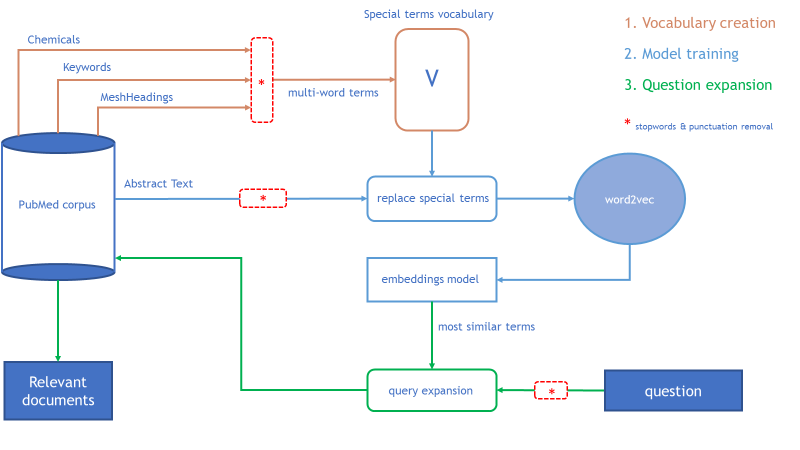 Special terms vocabulary
1. Vocabulary creation
Chemicals
2. Model training
Keywords
V
*
3. Question expansion
multi-word terms
MeshHeadings
* stopwords & punctuation removal
Abstract Text
PubMed corpus
*
replace special terms
word2vec
embeddings model
most similar terms
Relevant
documents
query expansion
*
question